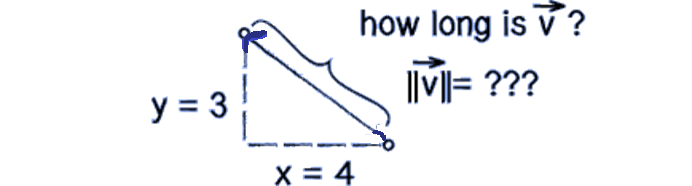 how long is v⃗ ?
||v⃗||= ???
y = 3
x = 4